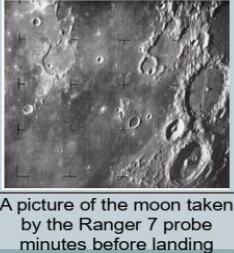 A picture of the moon taken
by the Ranger 7 probe
minutes before landing